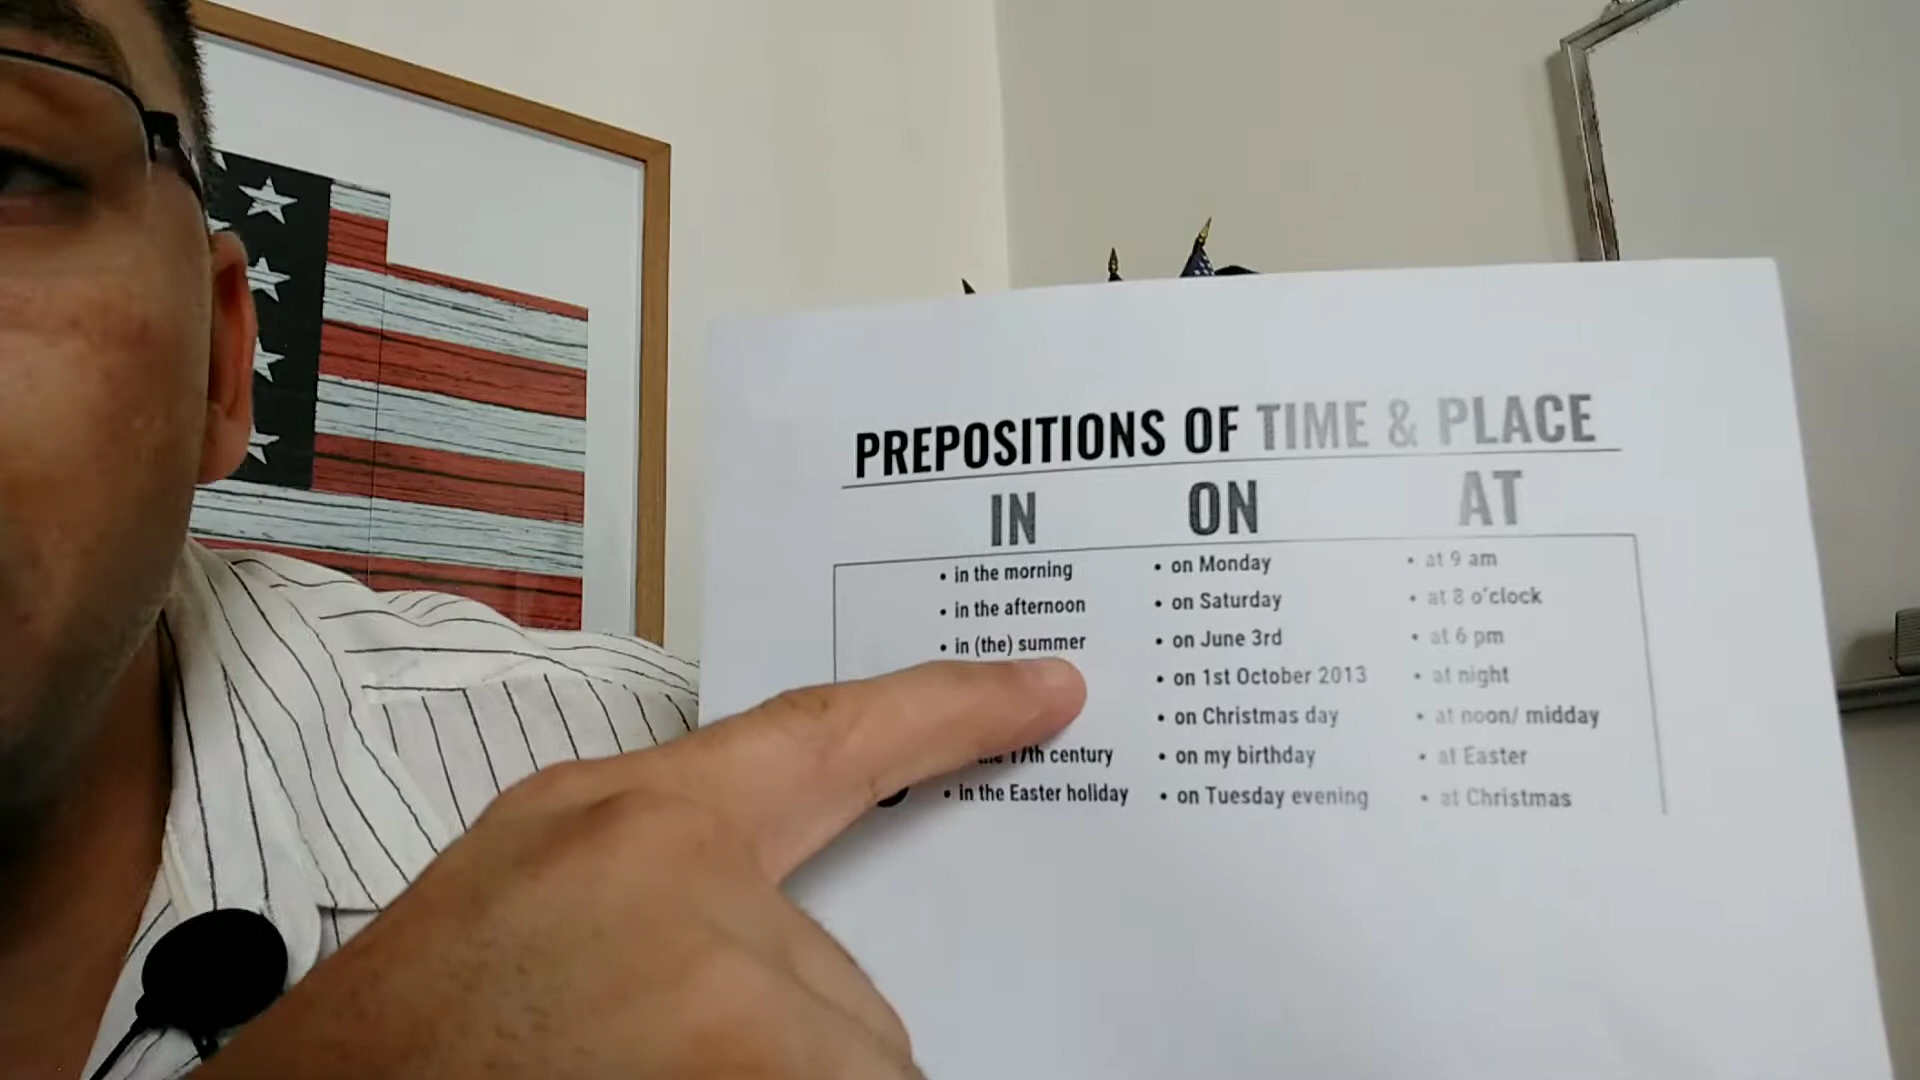 PREPOSITIONS OF TIME & PLACE
IN
• in the morning
• in the afternoon
• in (the) summer
17th century
• in the Easter holiday
ON
• on Monday
• on Saturday
• on June 3rd
• on 1st October 2013
• on Christmas day
• on my birthday
• on Tuesday evening
AT
• at 9 am
• at 8 o'clock
• at 6 pm
• at night
• at noon/ midday
• at Easter
• at Christmas